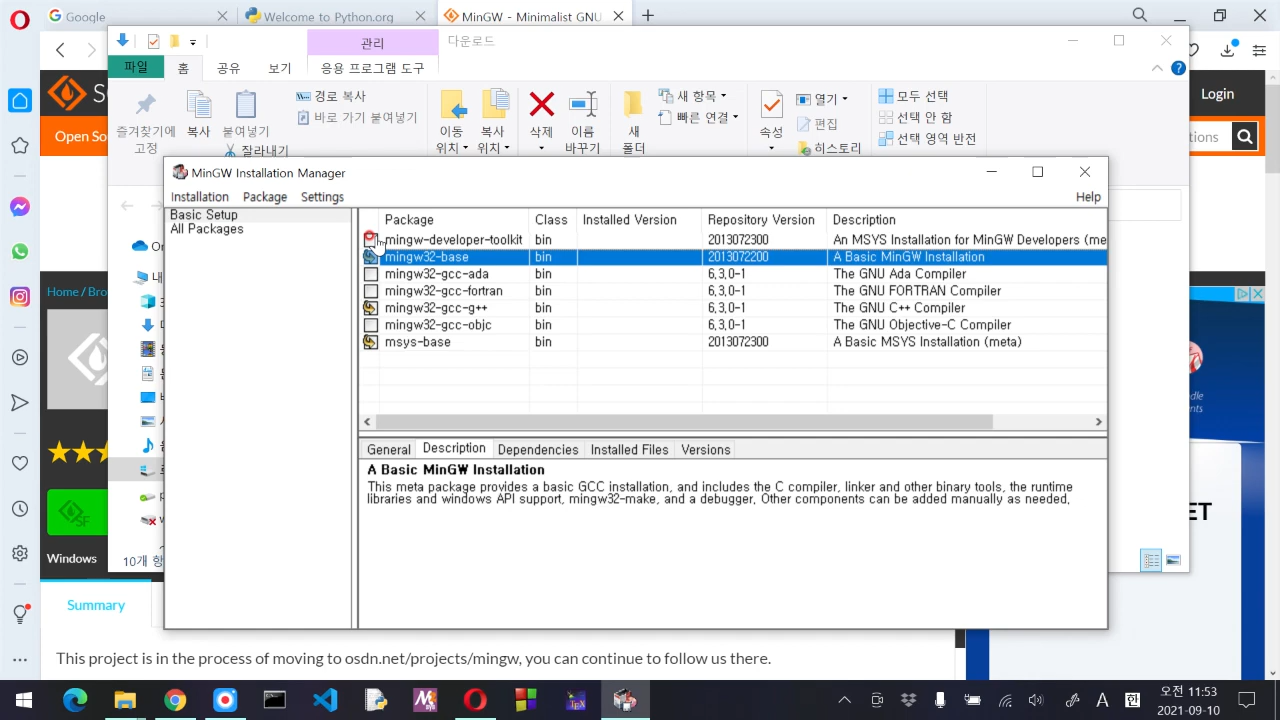 Google
Welcome to Python.org
MinGW - Minimalist GNU
관리
다운로드
파일
홈
공유
보기
응용 프로그램 도구
즐겨찾기에
고정
복사
붙여넣기
경로 복사
바로 가기 붙여넣기
잘라내기
이동
위치
복사
위치
삭제
이름
바꾸기
새
폴더
새 항목
빠른 연결
속성
열기
편집
히스토리
모두 선택
선택 안 함
선택 영역 반전
Login
Open So
tions
MinGW Installation Manager
Installation Package Settings Help
Basic Setup
All Packages
Package Class Installed Version Repository Version Description
mingw-developer-toolkit bin 2013072300 An MSYS Installation for MinGW Developers (me
mingw32-base bin 2013072200 A Basic MinGW Installation
mingw32-gcc-ada bin 6,3,0-1 The GNU Ada Compiler
mingw32-gcc-fortran bin 6,3,0-1 The GNU FORTRAN Compiler
mingw32-gcc-g++ bin 6,3,0-1 The GNU C++ Compiler
mingw32-gcc-objc bin 6,3,0-1 The GNU Objective-C Compiler
msys-base bin 2013072300 A Basic MSYS Installation (meta)
General Description Dependencies Installed Files Versions
A Basic MinG₩ Installation
This meta package provides a basic GCC installation, and includes the C compiler, linker and other binary tools, the runtime
libraries and windows API support, mingw32-make, and a debugger, Other components can be added manually as needed,
Home / Bro
SF
Windows
10개 항
ET
Summary
This project is in the process of moving to osdn.net/projects/mingw, you can continue to follow us there.
A
한
오전 11:53
2021-09-10